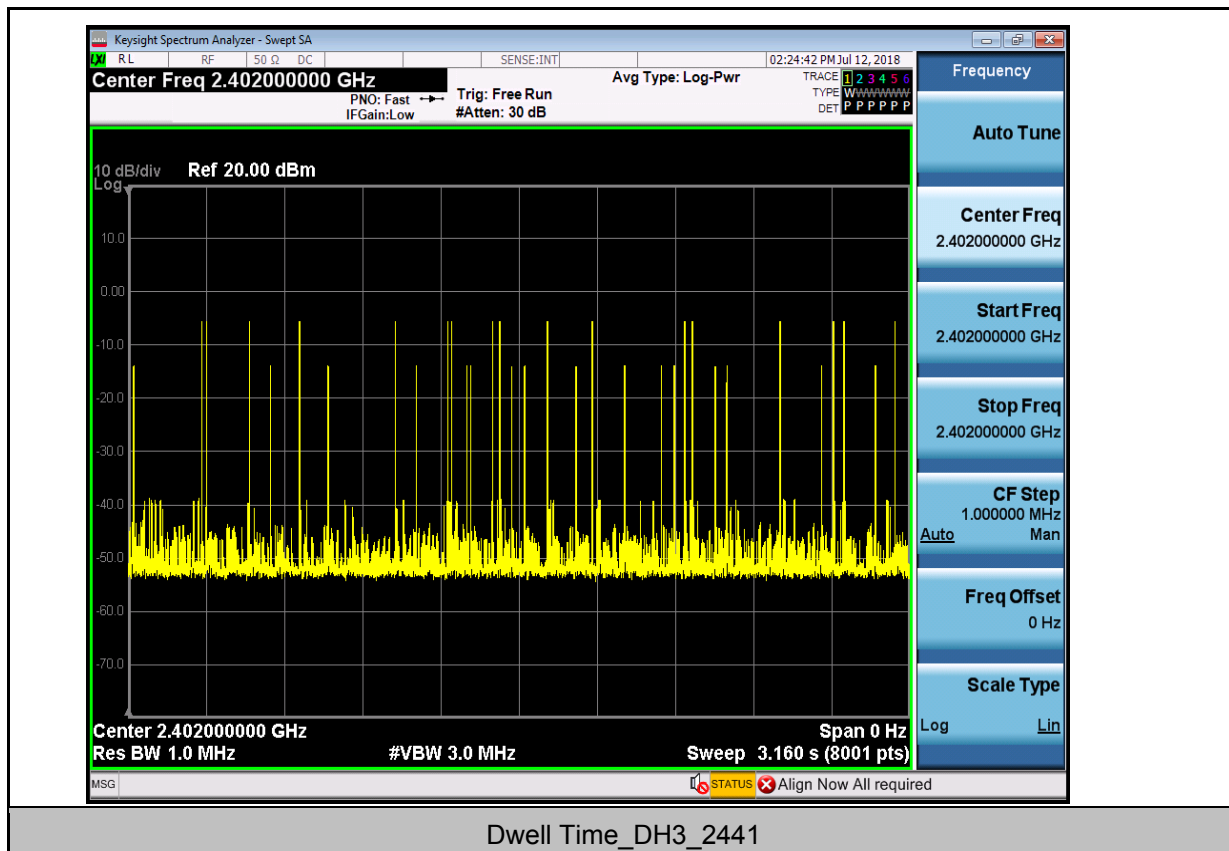 Keysight Spectrum Analyzer - Swept SA
LXI RL RF 50 Ω DC SENSE:INT 02:24:42 PM Jul 12, 2018
Center Freq 2.402000000 GHz
PNO: Fast
IFGain:Low
Trig: Free Run
#Atten: 30 dB
Avg Type: Log-Pwr
TRACE 1 2 3 4 5 6
TYPE WWWWWW
DET P P P P P P
10 dB/div Ref 20.00 dBm
Log
10.0
0.00
-10.0
-20.0
-30.0
-40.0
-50.0
-60.0
-70.0
Center 2.402000000 GHz Span 0 Hz
Res BW 1.0 MHz #VBW 3.0 MHz Sweep 3.160 s (8001 pts)
MSG STATUS Align Now All required
Frequency
Auto Tune
Center Freq
2.402000000 GHz
Start Freq
2.402000000 GHz
Stop Freq
2.402000000 GHz
CF Step
1.000000 MHz
Auto Man
Freq Offset
0 Hz
Scale Type
Log Lin
Dwell Time_DH3_2441